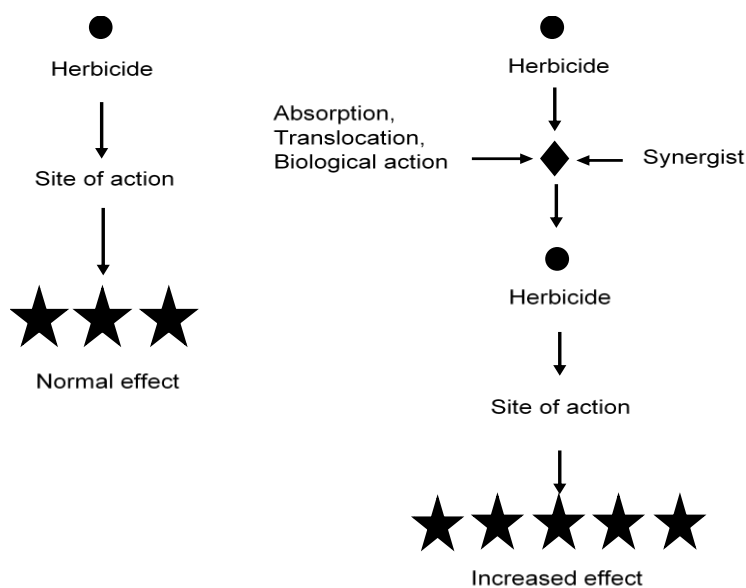 Herbicide
Site of action
Normal effect
Herbicide
Absorption,
Translocation,
Biological action
Synergist
Herbicide
Site of action
Increased effect